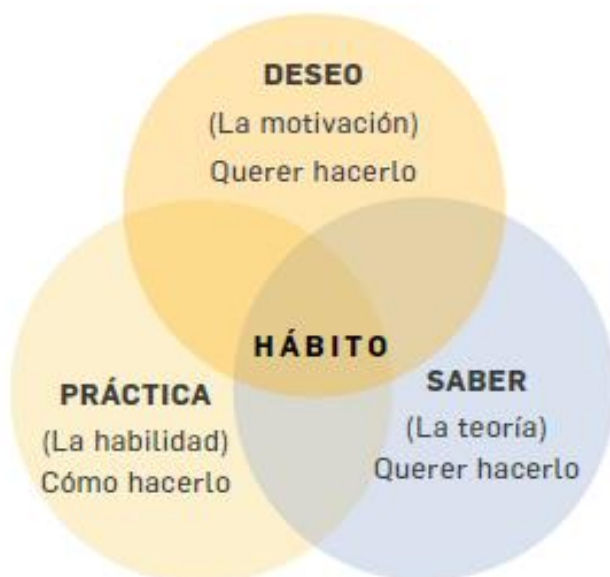 DESEO
(La motivación)
Querer hacerlo
HÁBITO
PRÁCTICA
(La habilidad)
Cómo hacerlo
SABER
(La teoría)
Querer hacerlo